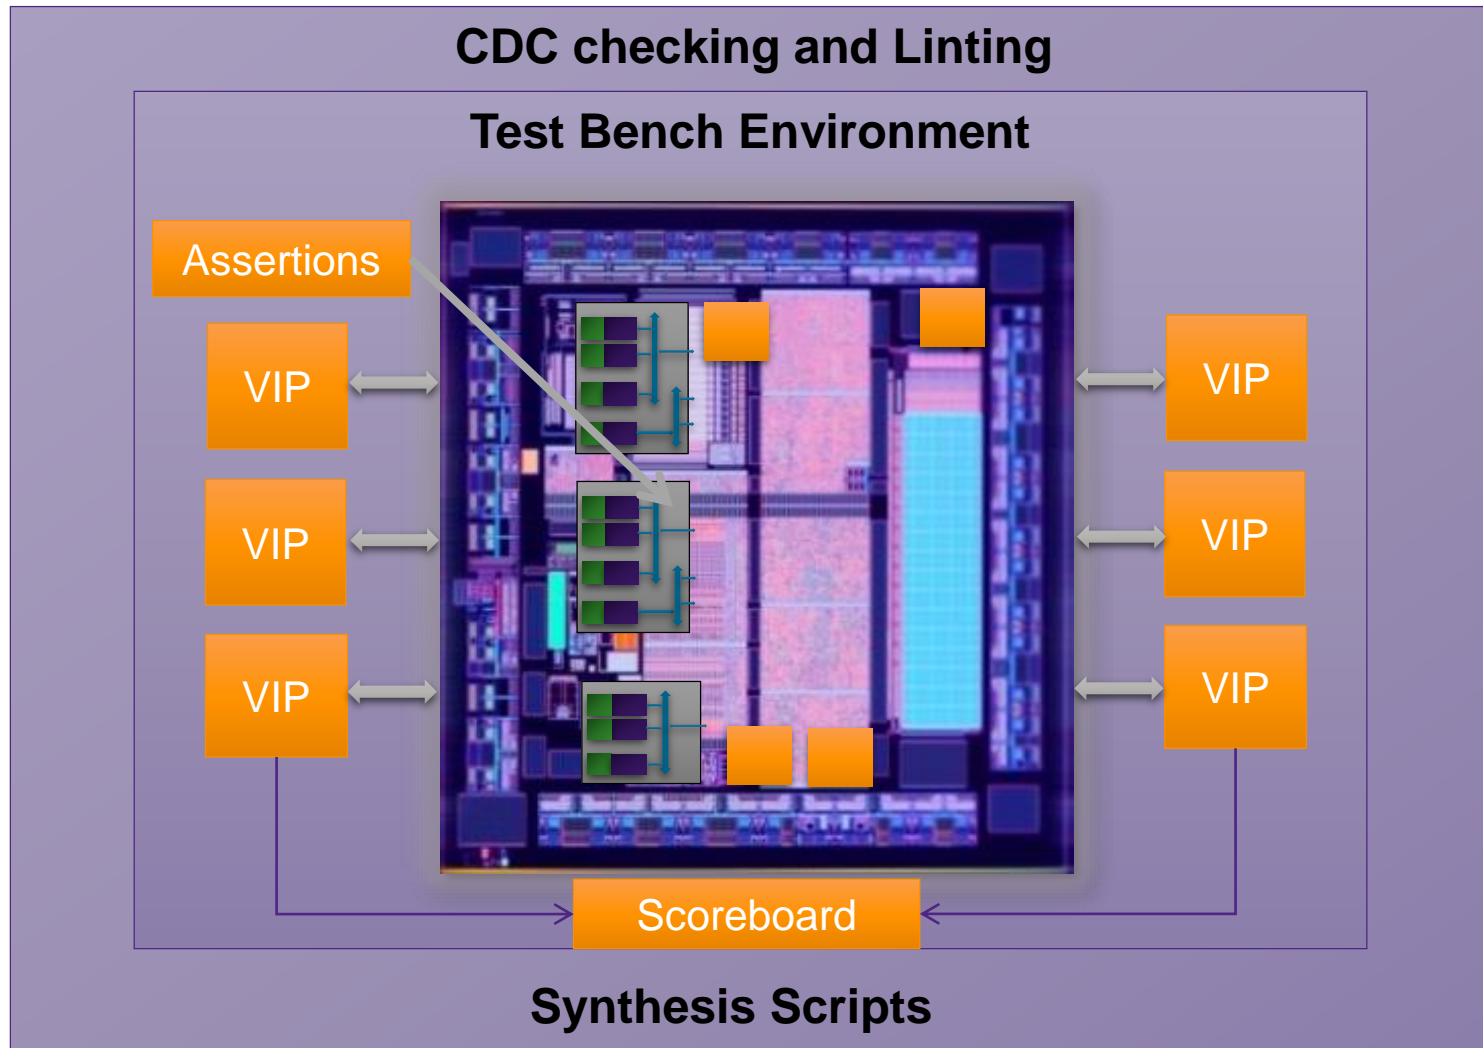 CDC checking and Linting
Test Bench Environment
Assertions
VIP
VIP
VIP
VIP
VIP
VIP
Scoreboard
Synthesis Scripts